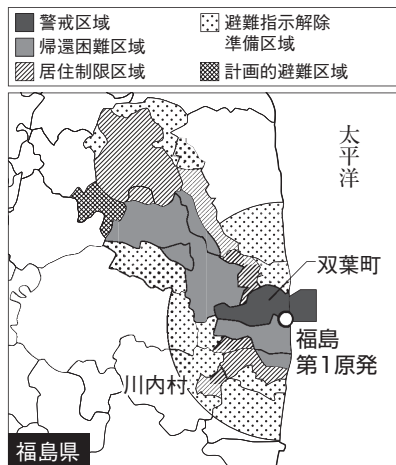 警戒区域
帰還困難区域
居住制限区域
避難指示解除
準備区域
計画的避難区域
太平洋
双葉町
福島
第1原発
川内村
福島県